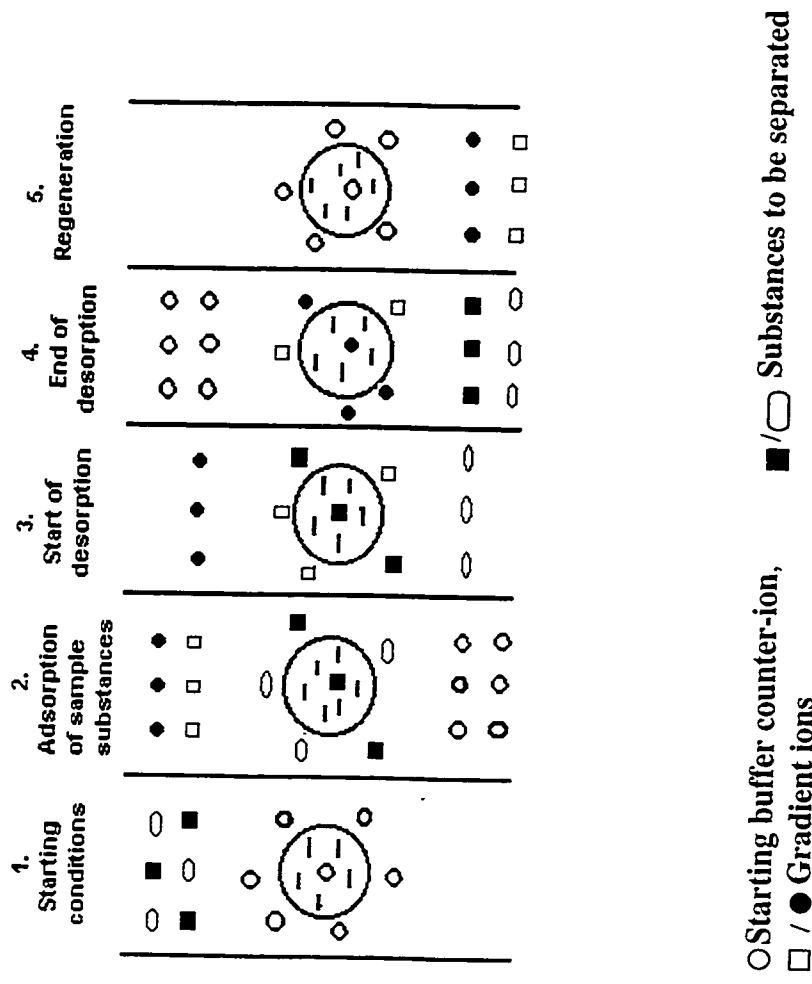 1.
Starting
conditions
2.
Adsorption
of sample
substances
3.
Start of
desorption
4.
End of
desorption
5.
Regeneration
○Starting buffer counter-ion,
□ / ● Gradient ions
■/⬭ Substances to be separated